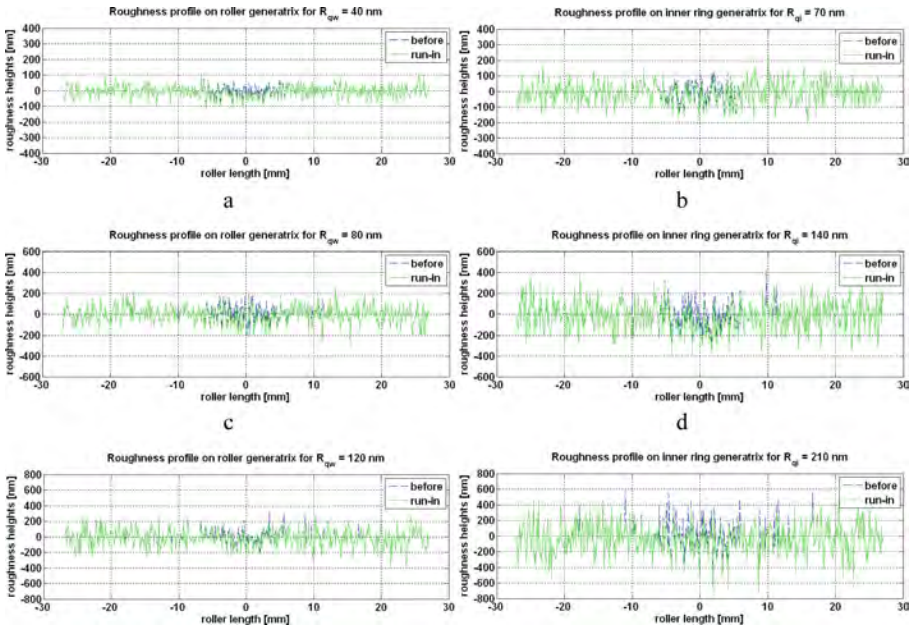 Roughness profile on roller generatrix for Rqw = 40 nm
roughness heights [nm]
400
300
200
100
0
-100
-200
-300
-400
before
run-in
-30 -20 -10 0 10 20 30
roller length [mm]
a
Roughness profile on inner ring generatrix for Rqi = 70 nm
roughness heights [nm]
400
300
200
100
0
-100
-200
-300
-400
before
run-in
-30 -20 -10 0 10 20 30
roller length [mm]
b
Roughness profile on roller generatrix for Rqw = 80 nm
roughness heights [nm]
600
400
200
0
-200
-400
-600
before
run-in
-30 -20 -10 0 10 20 30
roller length [mm]
c
Roughness profile on inner ring generatrix for Rqi = 140 nm
roughness heights [nm]
600
400
200
0
-200
-400
-600
before
run-in
-30 -20 -10 0 10 20 30
roller length [mm]
d
Roughness profile on roller generatrix for Rqw = 120 nm
roughness heights [nm]
800
600
400
200
0
-200
-400
-600
-800
before
run-in
-30 -20 -10 0 10 20 30
roller length [mm]
Roughness profile on inner ring generatrix for Rqi = 210 nm
roughness heights [nm]
800
600
400
200
0
-200
-400
-600
-800
before
run-in
-30 -20 -10 0 10 20 30
roller length [mm]